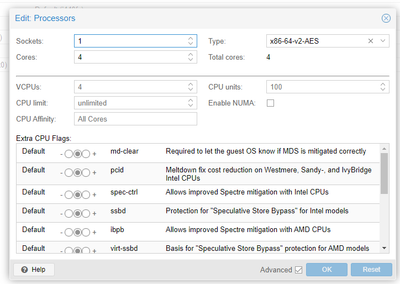 Edit: Processors
Sockets: 1 Type: x86-64-v2-AES
Cores: 4 Total cores: 4
VCPUs: 4 CPU units: 100
CPU limit: unlimited Enable NUMA:
CPU Affinity: All Cores
Extra CPU Flags:
Default - + md-clear Required to let the guest OS know if MDS is mitigated correctly
Default - + pcid Meltdown fix cost reduction on Westmere, Sandy-, and IvyBridge
Intel CPUs
Default - + spec-ctrl Allows improved Spectre mitigation with Intel CPUs
Default - + ssbd Protection for "Speculative Store Bypass" for Intel models
Default - + ibpb Allows improved Spectre mitigation with AMD CPUs
Default - + virt-ssbd Basis for "Speculative Store Bypass" protection for AMD models
Help Advanced OK Reset